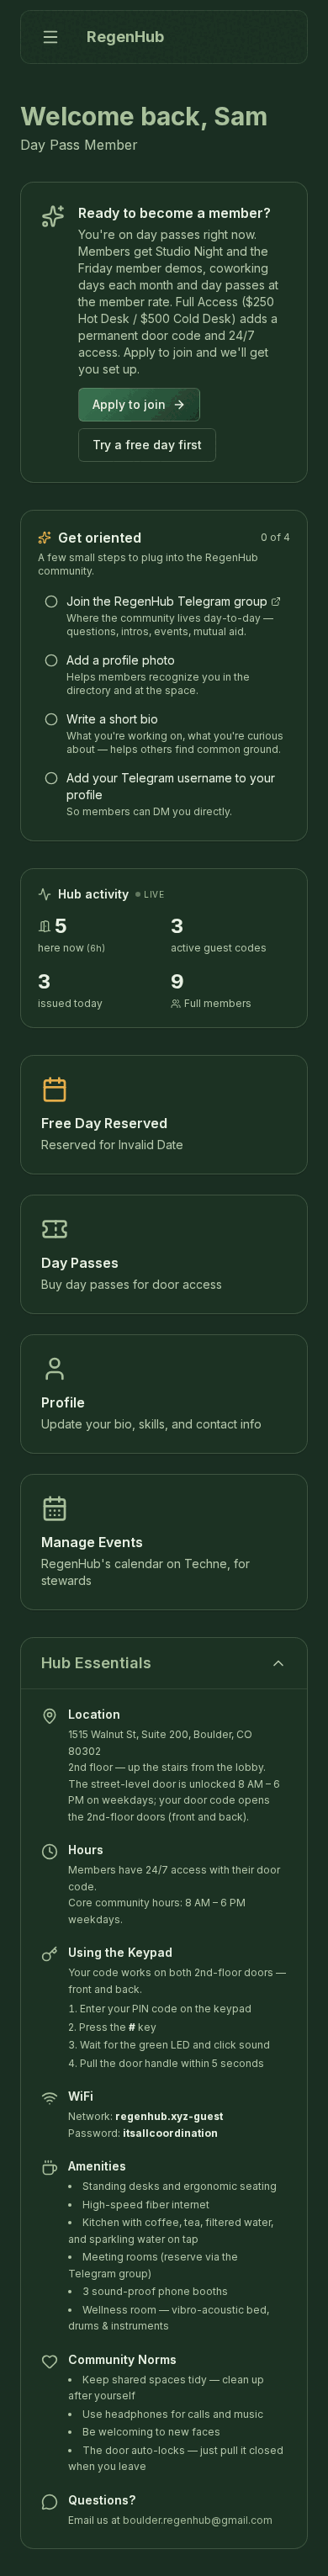 RegenHub
Welcome back, Sam
Day Pass Member
Ready to become a member?
You're on day passes right now.
Members get Studio Night and the
Friday member demos, coworking
days each month and day passes at
the member rate. Full Access ($250
Hot Desk / $500 Cold Desk) adds a
permanent door code and 24/7
access. Apply to join and we'll get
you set up.
Apply to join →
Try a free day first
Get oriented 0 of 4
A few small steps to plug into the RegenHub
community.
Join the RegenHub Telegram group
Where the community lives day-to-day —
questions, intros, events, mutual aid.
Add a profile photo
Helps members recognize you in the
directory and at the space.
Write a short bio
What you're working on, what you're curious
about — helps others find common ground.
Add your Telegram username to your
profile
So members can DM you directly.
Hub activity LIVE
5 3
here now (6h) active guest codes
3 9
issued today Full members
Free Day Reserved
Reserved for Invalid Date
Day Passes
Buy day passes for door access
Profile
Update your bio, skills, and contact info
Manage Events
RegenHub's calendar on Techne, for
stewards
Hub Essentials
Location
1515 Walnut St, Suite 200, Boulder, CO
80302
2nd floor — up the stairs from the lobby.
The street-level door is unlocked 8 AM – 6
PM on weekdays; your door code opens
the 2nd-floor doors (front and back).
Hours
Members have 24/7 access with their door
code.
Core community hours: 8 AM – 6 PM
weekdays.
Using the Keypad
Your code works on both 2nd-floor doors —
front and back.
1. Enter your PIN code on the keypad
2. Press the # key
3. Wait for the green LED and click sound
4. Pull the door handle within 5 seconds
WiFi
Network: regenhub.xyz-guest
Password: itsallcoordination
Amenities
• Standing desks and ergonomic seating
• High-speed fiber internet
• Kitchen with coffee, tea, filtered water,
and sparkling water on tap
• Meeting rooms (reserve via the
Telegram group)
• 3 sound-proof phone booths
• Wellness room — vibro-acoustic bed,
drums & instruments
Community Norms
• Keep shared spaces tidy — clean up
after yourself
• Use headphones for calls and music
• Be welcoming to new faces
• The door auto-locks — just pull it closed
when you leave
Questions?
Email us at boulder.regenhub@gmail.com